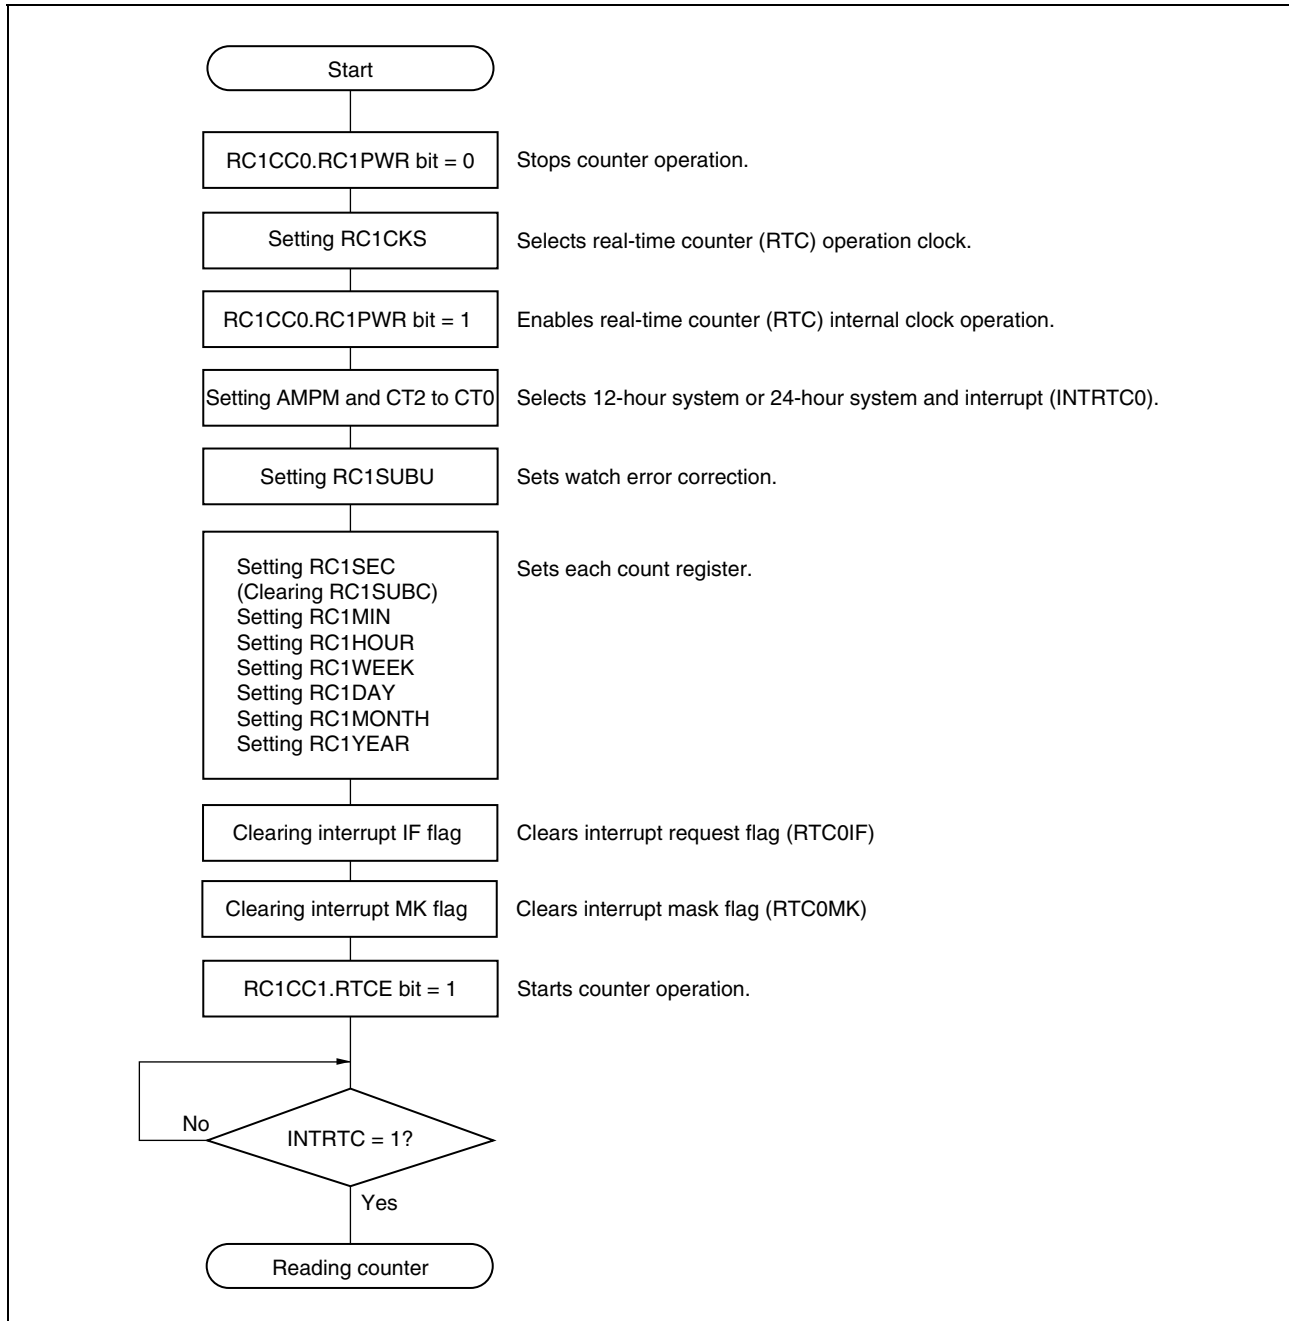 Start
RC1CC0.RC1PWR bit = 0
Stops counter operation.
Setting RC1CKS
Selects real-time counter (RTC) operation clock.
RC1CC0.RC1PWR bit = 1
Enables real-time counter (RTC) internal clock operation.
Setting AMPM and CT2 to CT0
Selects 12-hour system or 24-hour system and interrupt (INTRTC0).
Setting RC1SUBU
Sets watch error correction.
Setting RC1SEC
Sets each count register.
(Clearing RC1SUBC)
Setting RC1MIN
Setting RC1HOUR
Setting RC1WEEK
Setting RC1DAY
Setting RC1MONTH
Setting RC1YEAR
Clearing interrupt IF flag
Clears interrupt request flag (RTC0IF)
Clearing interrupt MK flag
Clears interrupt mask flag (RTC0MK)
RC1CC1.RTCE bit = 1
Starts counter operation.
No
INTRTC = 1?
Yes
Reading counter